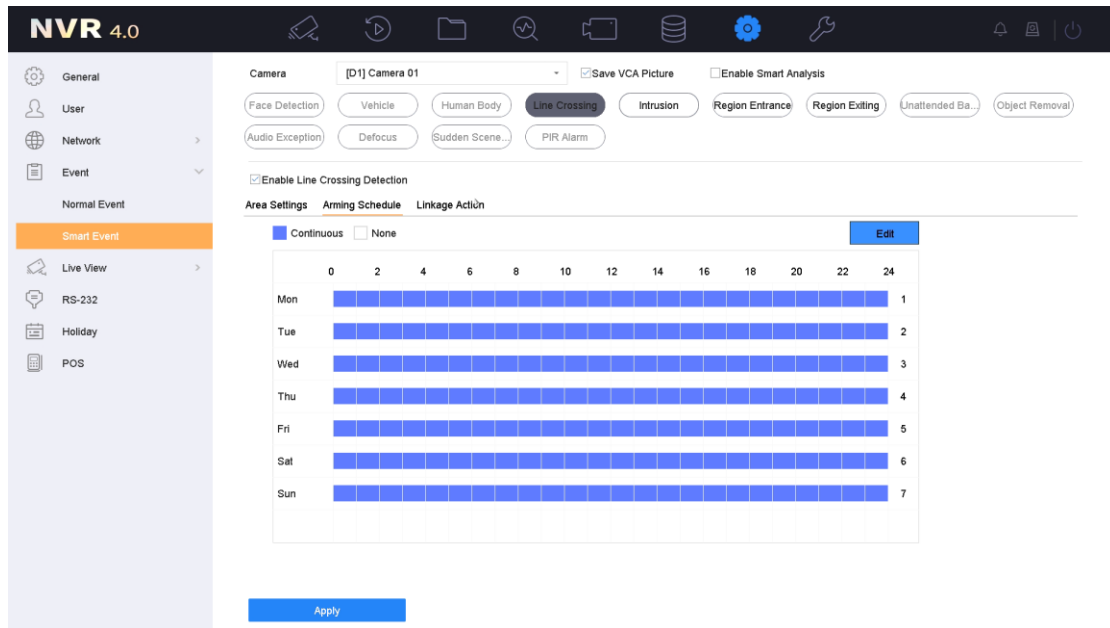 NVR 4.0
General
User
Network
Event
Normal Event
Smart Event
Live View
RS-232
Holiday
POS
Camera [D1] Camera 01 Save VCA Picture Enable Smart Analysis
Face Detection Vehicle Human Body Line Crossing Intrusion Region Entrance Region Exiting Unattended Ba... Object Removal
Audio Exception Defocus Sudden Scene... PIR Alarm
Enable Line Crossing Detection
Area Settings Arming Schedule Linkage Action
Continuous None Edit
0 2 4 6 8 10 12 14 16 18 20 22 24
Mon 1
Tue 2
Wed 3
Thu 4
Fri 5
Sat 6
Sun 7
Apply